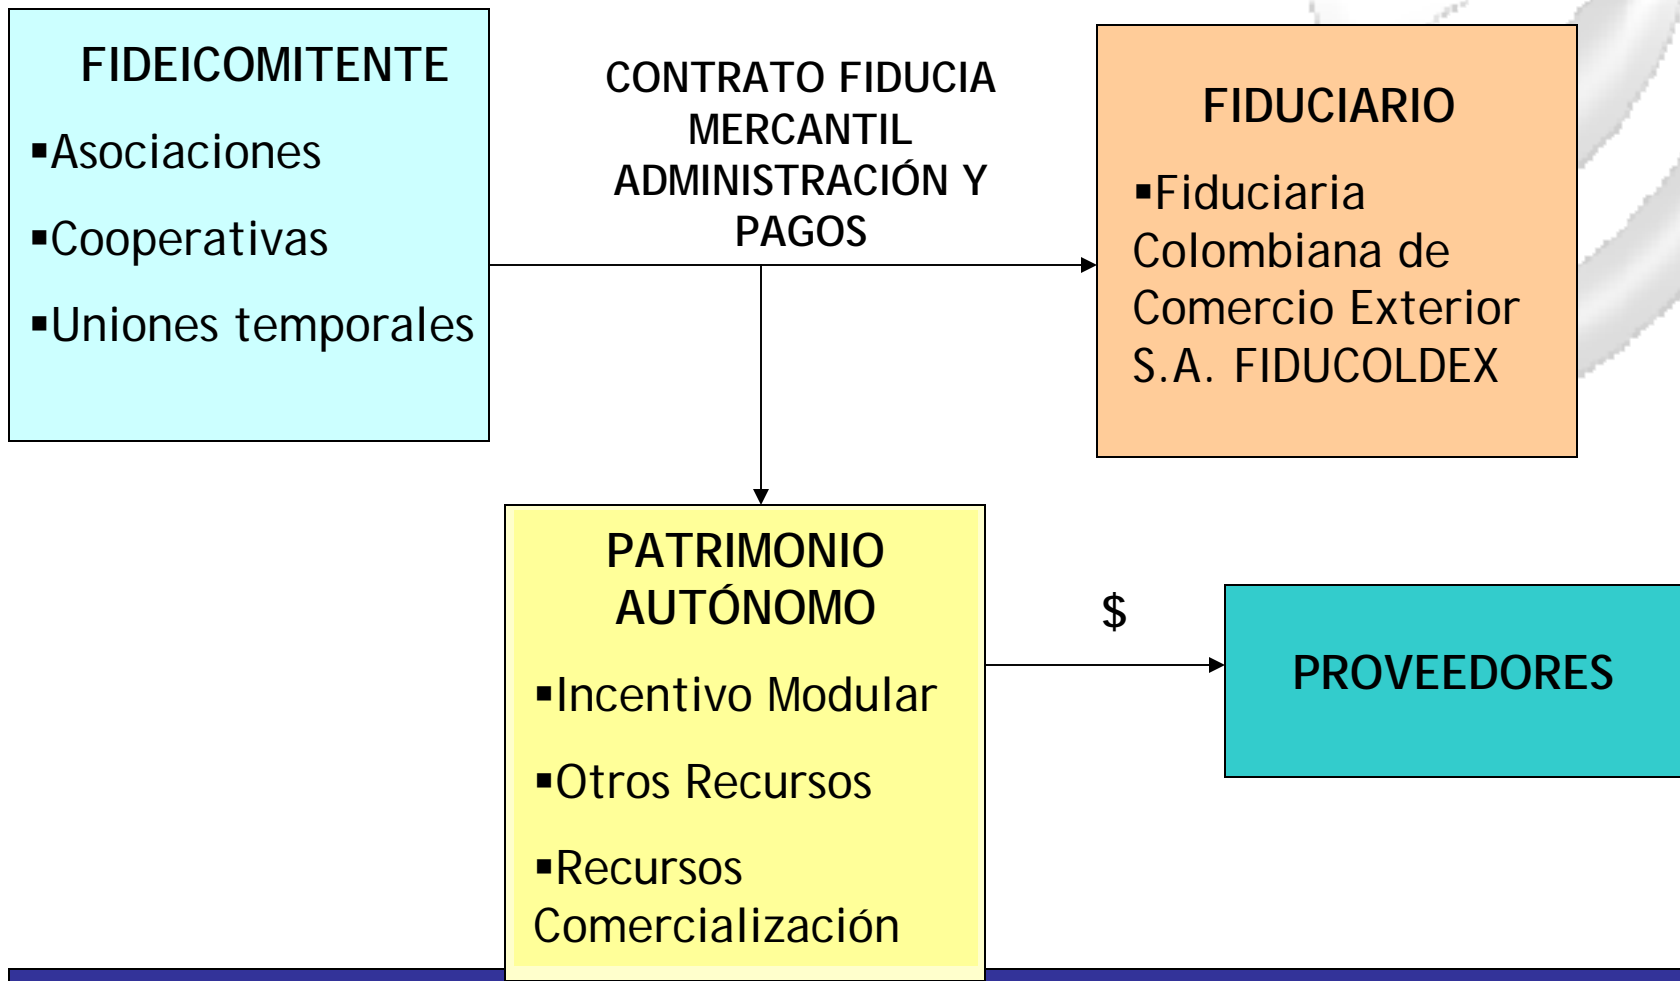 FIDEICOMITENTE
▪Asociaciones
▪Cooperativas
▪Uniones temporales
CONTRATO FIDUCIA
MERCANTIL
ADMINISTRACIÓN Y
PAGOS
FIDUCIARIO
▪Fiduciaria
Colombiana de
Comercio Exterior
S.A. FIDUCOLDEX
PATRIMONIO
AUTÓNOMO
▪Incentivo Modular
▪Otros Recursos
▪Recursos
Comercialización
$
PROVEEDORES